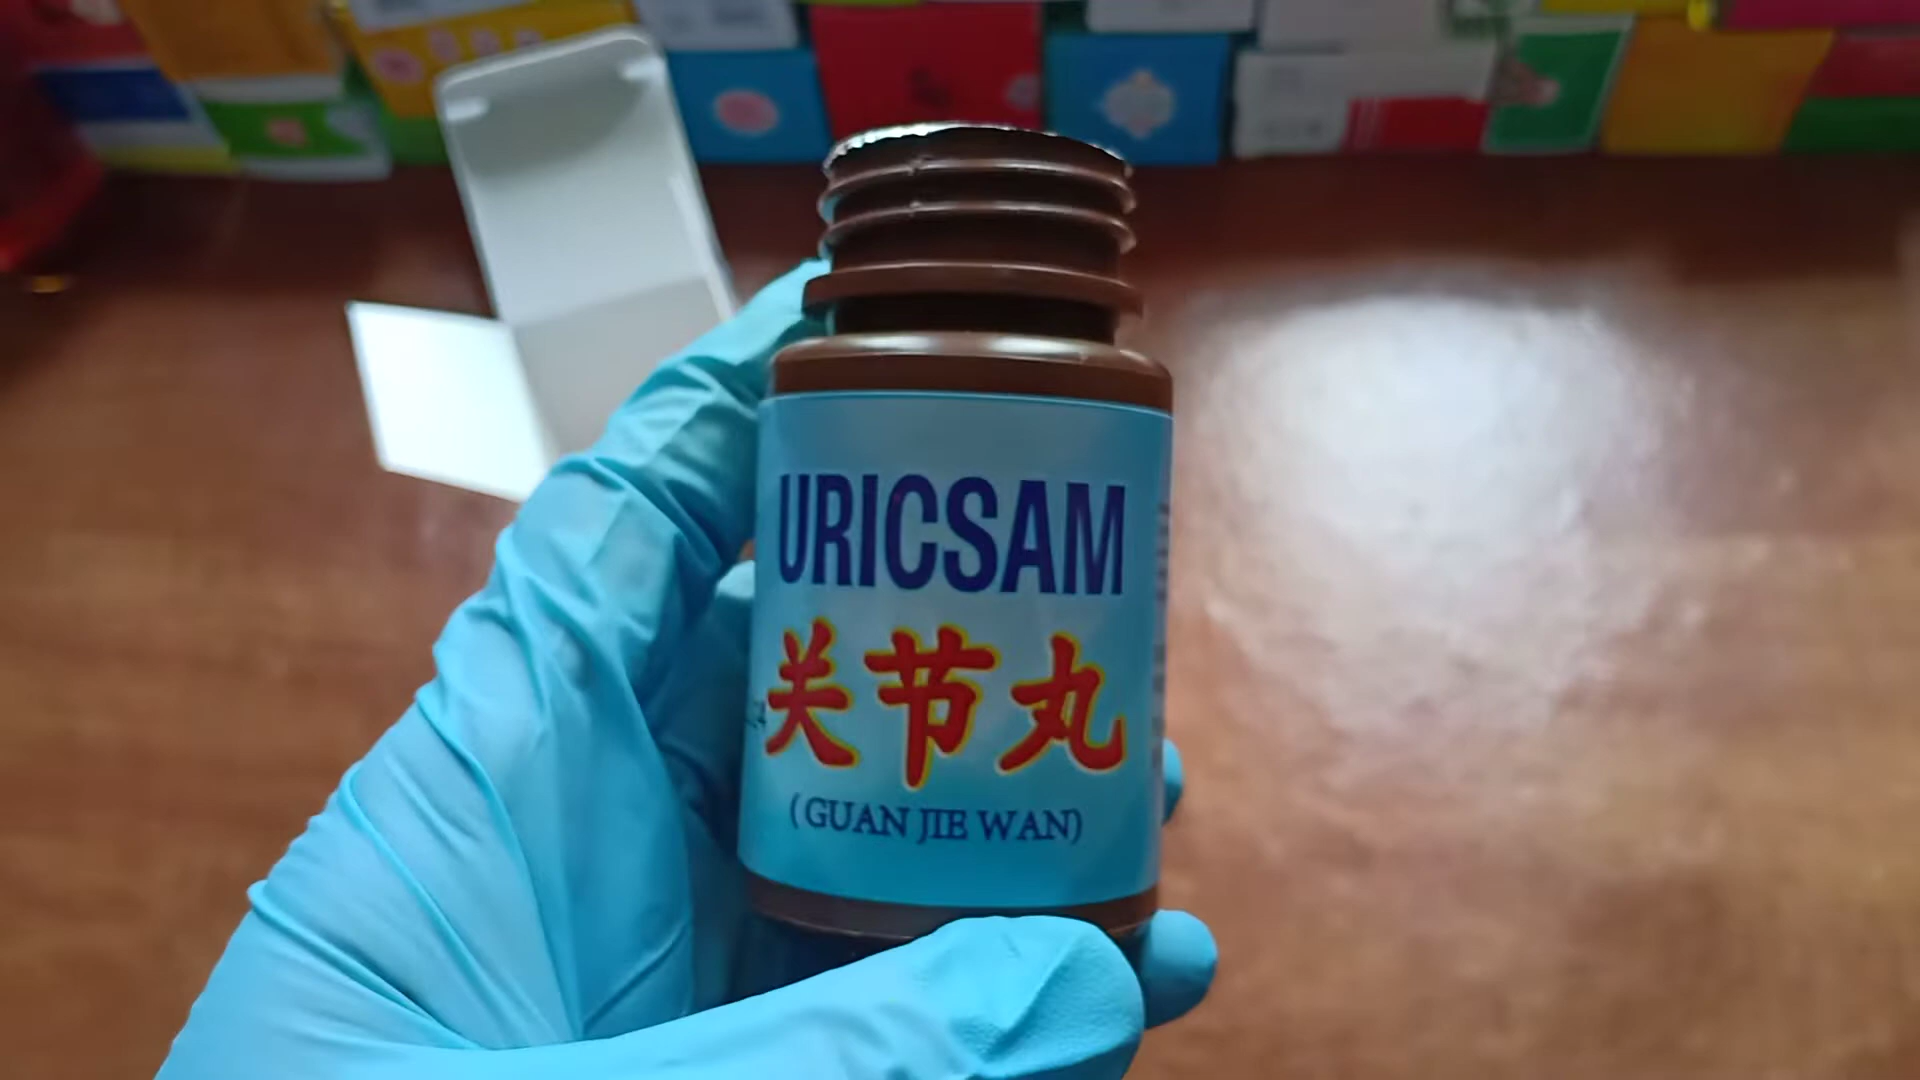 URICSAM
关节丸
(GUAN JIE WAN)